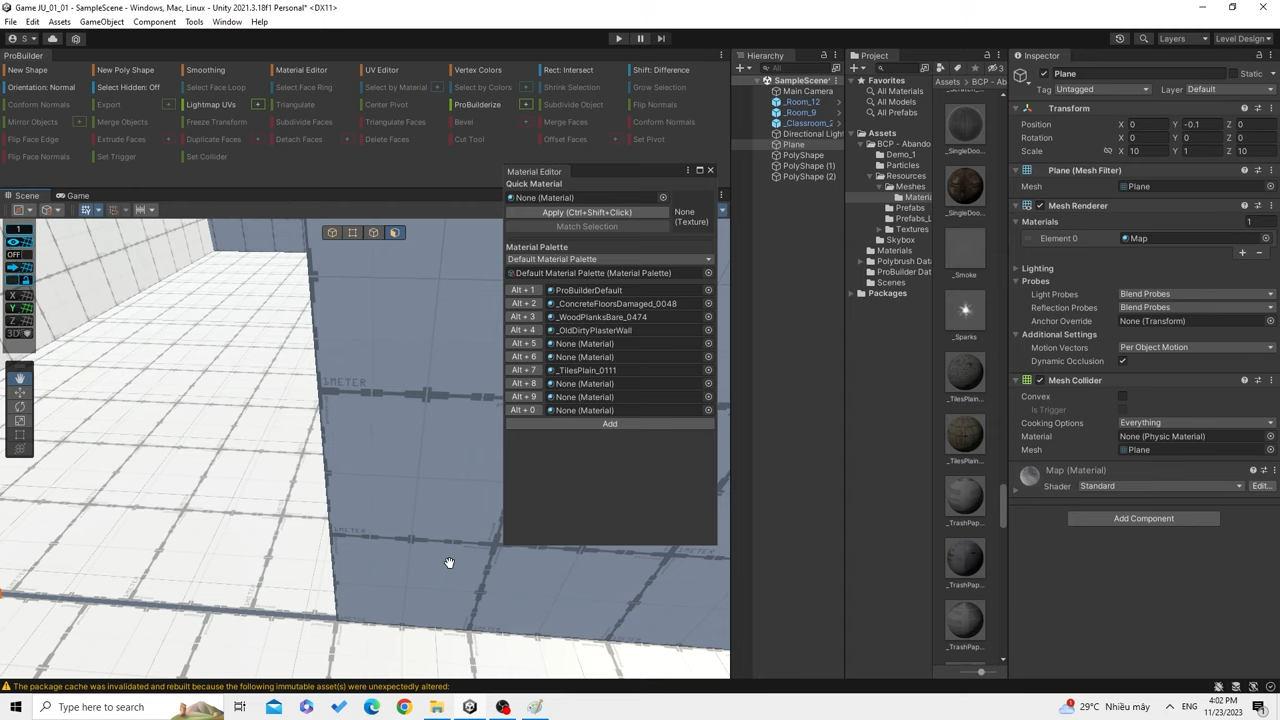 Game JU_01_01 - SampleScene - Windows, Mac, Linux - Unity 2021.3.18f1 Personal* <DX11>
File Edit Assets GameObject Component Tools Window Help
S Layers Level Design
ProBuilder
New Shape New Poly Shape Smoothing Material Editor UV Editor Vertex Colors Rect: Intersect Shift: Difference
Orientation: Normal Select Hidden: Off Select Face Loop Select Face Ring Select by Material Select by Colors Shrink Selection Grow Selection
Conform Normals Export Lightmap UVs Triangulate Center Pivot ProBuilderize Subdivide Object Flip Normals
Mirror Objects Merge Objects Freeze Transform Subdivide Faces Triangulate Faces Bevel Merge Faces Conform Normals
Flip Face Edge Extrude Faces Duplicate Faces Detach Faces Select Faces Cut Tool Offset Faces Set Pivot
Flip Face Normals Set Trigger Set Collider
Scene Game
1
OFF
X
Y
Z
3D
1METER
METER
METER
Material Editor
Quick Material
None (Material)
Apply (Ctrl+Shift+Click)
Match Selection
None
(Texture)
Material Palette
Default Material Palette
Default Material Palette (Material Palette)
Alt + 1 ProBuilderDefault
Alt + 2 _ConcreteFloorsDamaged_0048
Alt + 3 _WoodPlanksBare_0474
Alt + 4 _OldDirtyPlasterWall
Alt + 5 None (Material)
Alt + 6 None (Material)
Alt + 7 _TilesPlain_0111
Alt + 8 None (Material)
Alt + 9 None (Material)
Alt + 0 None (Material)
Add
Hierarchy
All
SampleScene*
Main Camera
_Room_12
_Room_9
_Classroom_2
Directional Ligh
Plane
PolyShape
PolyShape (1)
PolyShape (2)
Project
3
Favorites
All Materials
All Models
All Prefabs
Assets
BCP - Abando
Demo_1
Particles
Resources
Meshes
Materia
Prefabs
Prefabs_L
Textures
Skybox
Materials
Polybrush Data
ProBuilder Dat
Scenes
Packages
Assets > BCP - Ab
_SingleDoo...
_SingleDoo...
_Smoke
_Sparks
_TilesPlain...
_TilesPlain...
_TrashPap...
_TrashPap...
_TrashPap...
Inspector
Plane Static
Tag Untagged Layer Default
Transform
Position X 0 Y -0.1 Z 0
Rotation X 0 Y 0 Z 0
Scale X 10 Y 1 Z 10
Plane (Mesh Filter)
Mesh Plane
Mesh Renderer
Materials 1
Element 0 Map
Lighting
Probes
Light Probes Blend Probes
Reflection Probes Blend Probes
Anchor Override None (Transform)
Additional Settings
Motion Vectors Per Object Motion
Dynamic Occlusion
Mesh Collider
Convex
Is Trigger
Cooking Options Everything
Material None (Physic Material)
Mesh Plane
Map (Material)
Shader Standard Edit...
Add Component
The package cache was invalidated and rebuilt because the following immutable asset(s) were unexpectedly altered:
Type here to search
29°C Nhiều mây
ENG
4:02 PM
11/23/2023